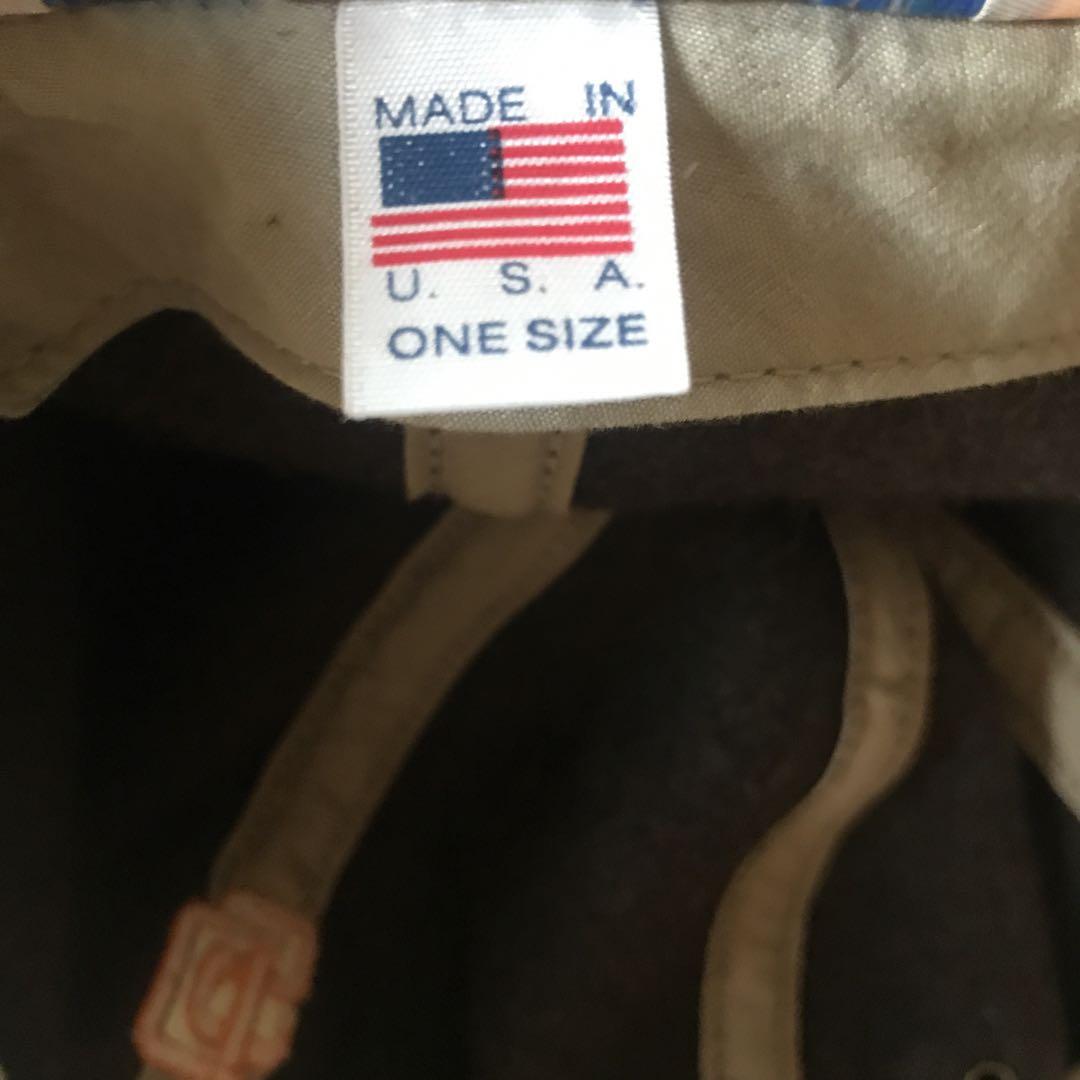 MADE IN
U. S. A.
ONE SIZE